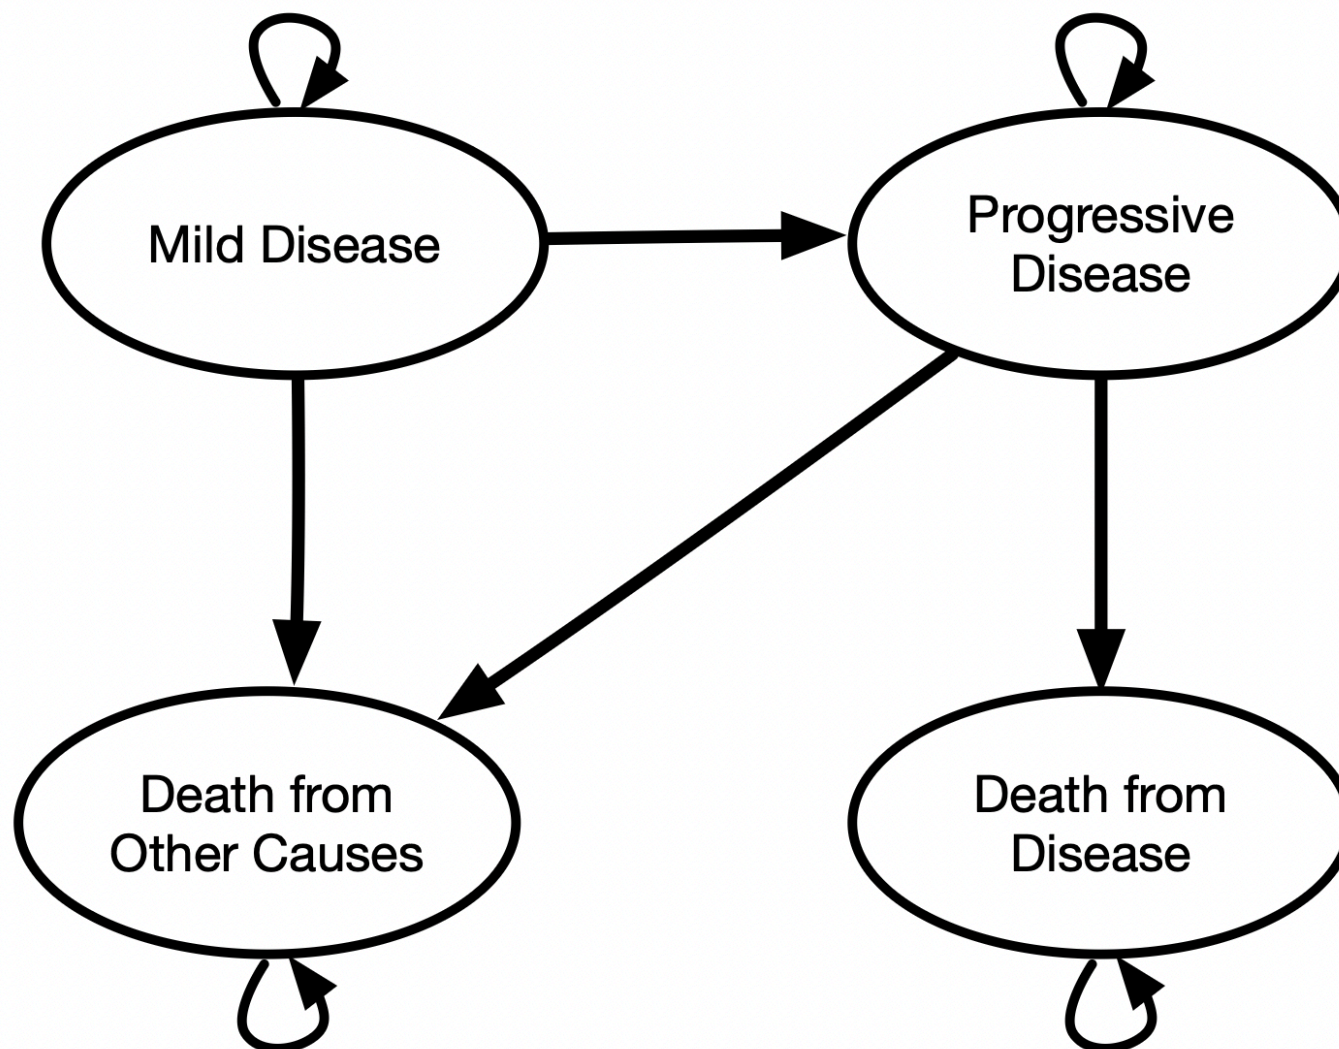 Mild Disease
Progressive
Disease
Death from
Other Causes
Death from
Disease